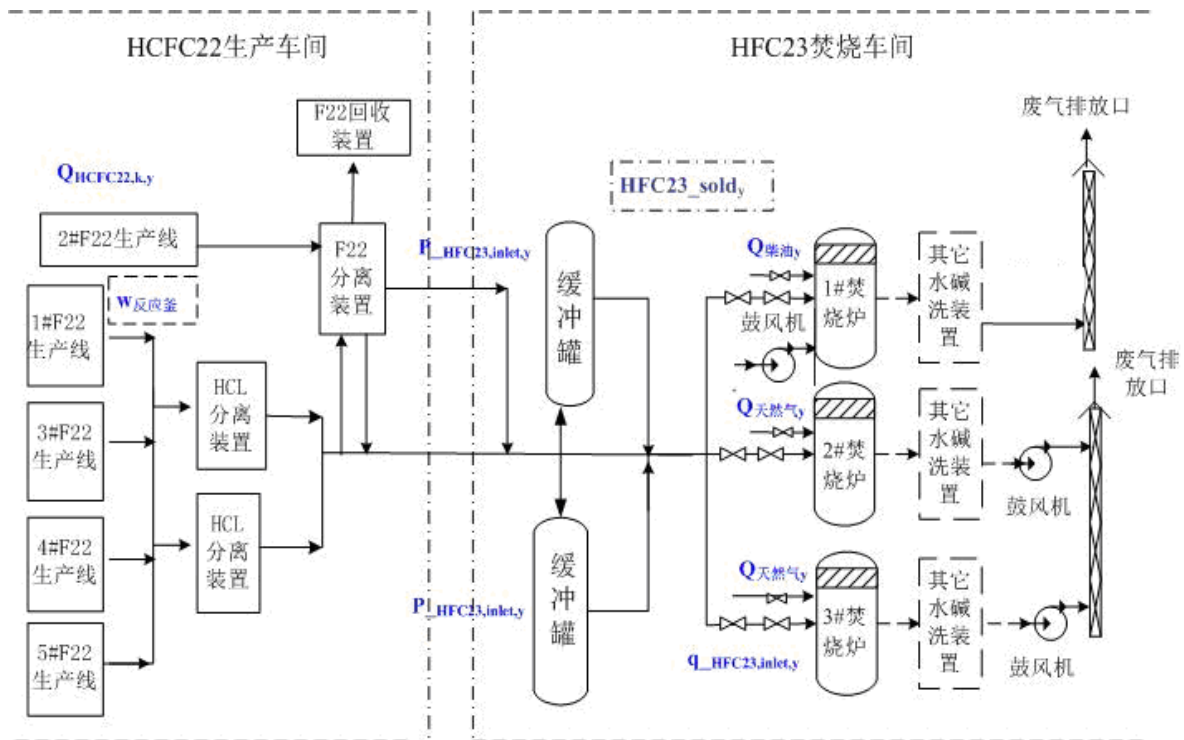 HCFC22生产车间
HFC23焚烧车间
F22回收
装置
废气排放口
QHCFC22,k,y
HFC23_soldy
2#F22生产线
F22
分离
装置
P_HFC23,inlet,y
缓
冲
罐
Q柴油y
1#焚
烧炉
其它
水碱
洗装
置
w反应釜
1#F22
生产线
鼓风机
废气排
放口
HCL
分离
装置
Q天然气y
2#焚
烧炉
其它
水碱
洗装
置
3#F22
生产线
鼓风机
HCL
分离
装置
4#F22
生产线
缓
冲
罐
P_HFC23,inlet,y
Q天然气y
3#焚
烧炉
其它
水碱
洗装
置
5#F22
生产线
q_HFC23,inlet,y
鼓风机